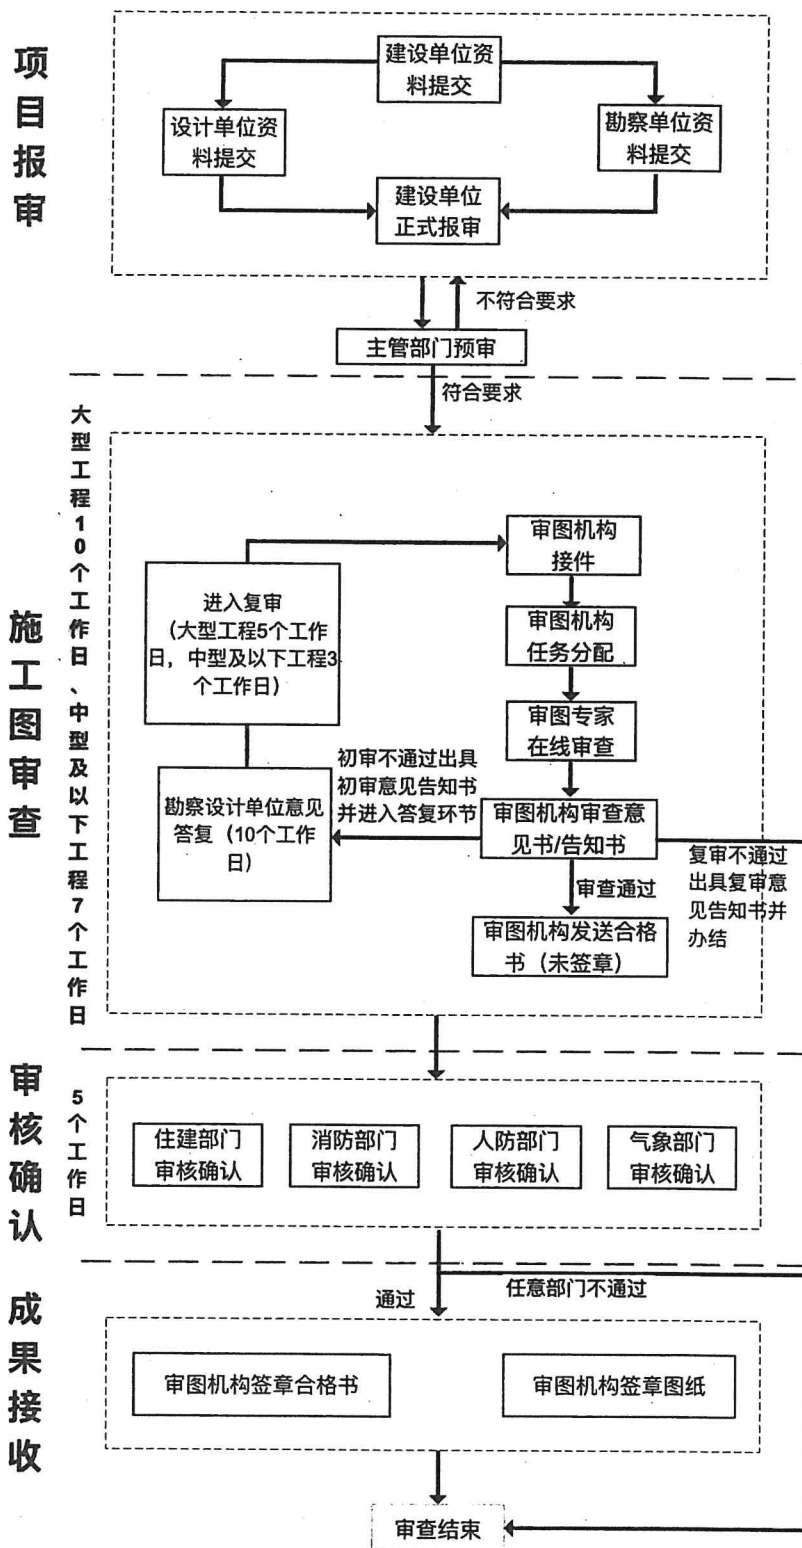 项目报审
建设单位资
料提交
设计单位资
料提交
勘察单位资
料提交
建设单位
正式报审
不符合要求
主管部门预审
符合要求
施工图审查
大型工程10个工作日、中型及以下工程7个工作日
审图机构
接件
进入复审
（大型工程5个工作
日，中型及以下工程3
个工作日）
审图机构
任务分配
审图专家
在线审查
初审不通过出具
初审意见告知书
并进入答复环节
勘察设计单位意见
答复（10个工作
日）
审图机构审查意
见书/告知书
复审不通过
出具复审意
见告知书并
办结
审查通过
审图机构发送合格
书（未签章）
审核确认
5个工作日
住建部门
审核确认
消防部门
审核确认
人防部门
审核确认
气象部门
审核确认
通过
任意部门不通过
成果接收
审图机构签章合格书
审图机构签章图纸
审查结束